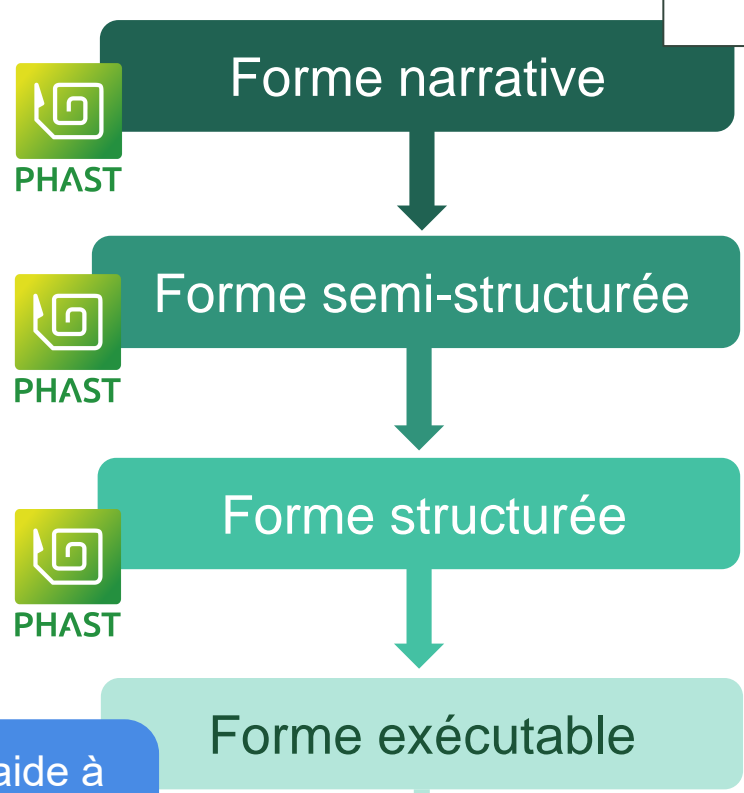 Forme narrative
PHAST
Forme semi-structurée
PHAST
Forme structurée
PHAST
Forme exécutable
aide à